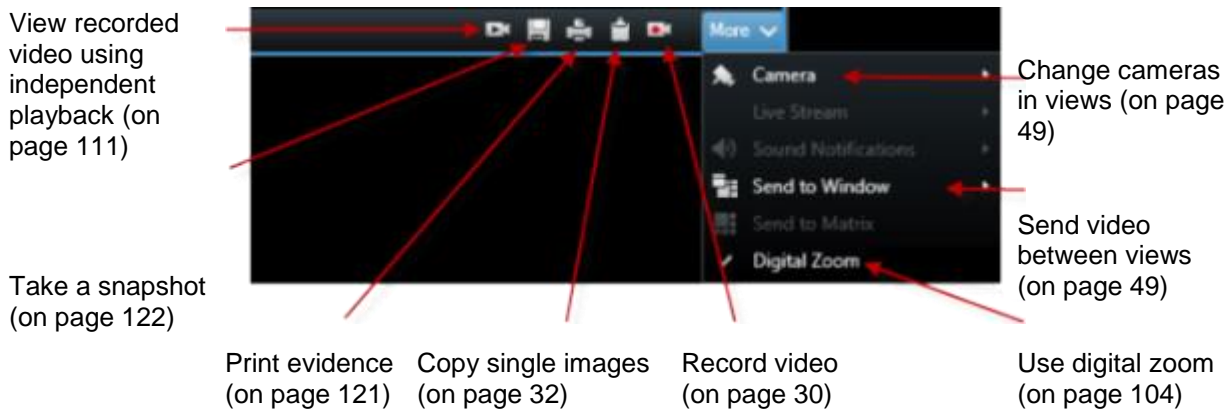 View recorded
video using
independent
playback (on
page 111)
Take a snapshot
(on page 122)
More
Camera
Live Stream
Sound Notifications
Send to Window
Send to Matrix
Digital Zoom
Change cameras
in views (on page
49)
Send video
between views
(on page 49)
Print evidence
(on page 121)
Copy single images
(on page 32)
Record video
(on page 30)
Use digital zoom
(on page 104)